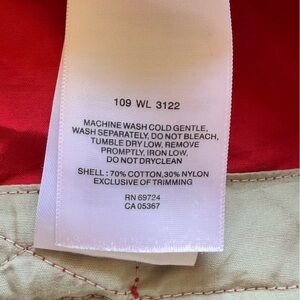 109 WL 3122
MACHINE WASH COLD GENTLE,
WASH SEPARATELY, DO NOT BLEACH,
TUMBLE DRY LOW, REMOVE
PROMPTLY, IRON LOW,
DO NOT DRYCLEAN
SHELL : 70% COTTON,30% NYLON
EXCLUSIVE OF TRIMMING
RN 69724
CA 05367